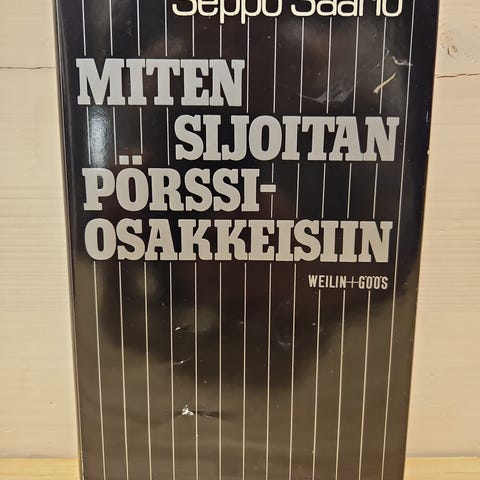 Seppo Saario
MITEN
SIJOITAN
PÖRSSI-
OSAKKEISIIN
WEILIN+GÖÖS